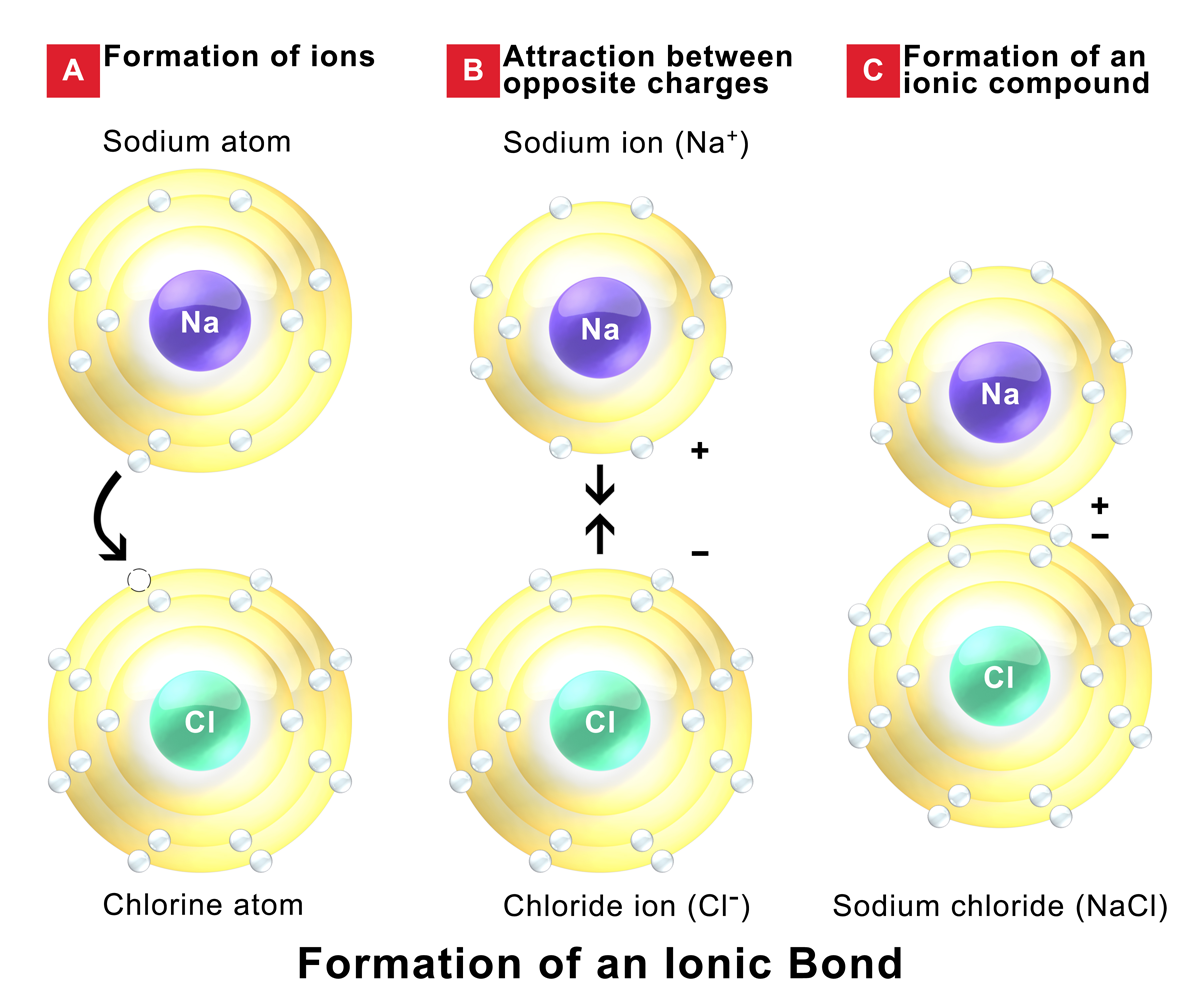 A Formation of ions
Sodium atom
Na
Cl
Chlorine atom
B Attraction between
opposite charges
Sodium ion (Na⁺)
Na
+
−
Cl
Chloride ion (Cl⁻)
C Formation of an
ionic compound
Na
+
−
Cl
Sodium chloride (NaCl)
Formation of an Ionic Bond